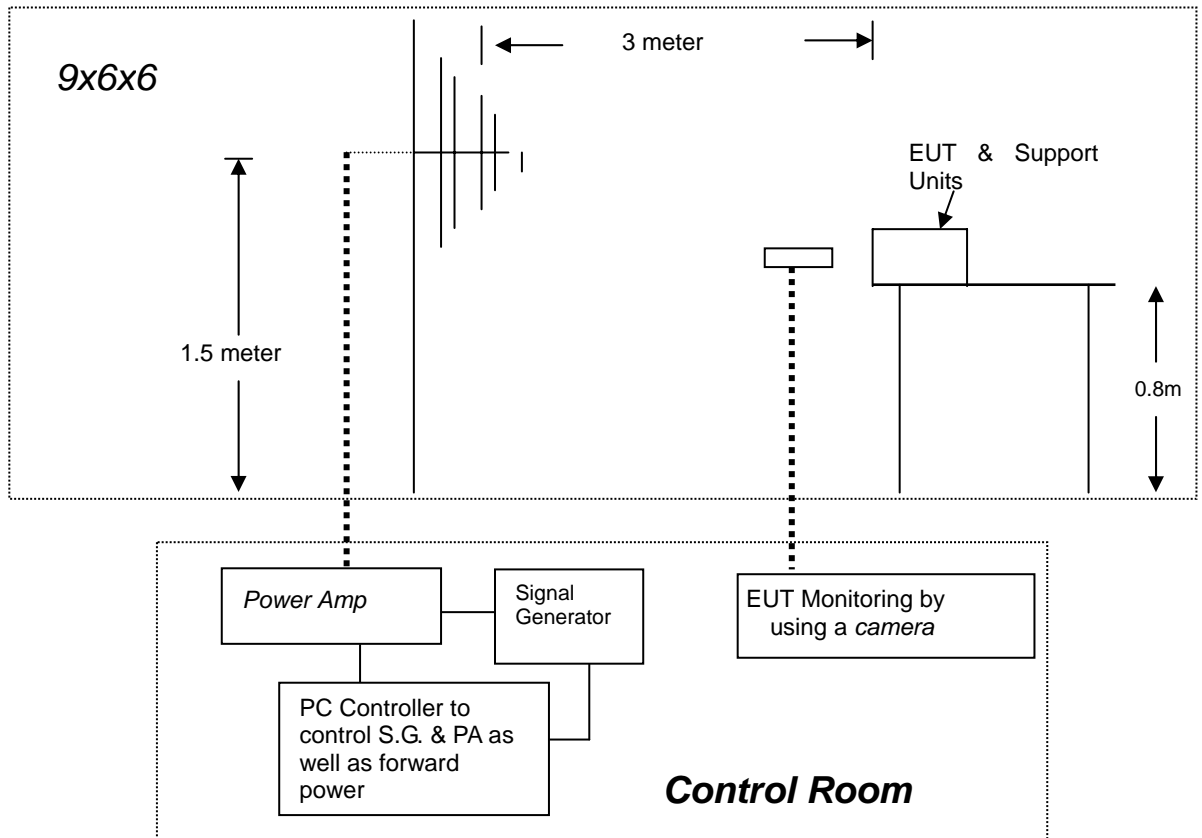 3 meter
9x6x6
EUT & Support
Units
1.5 meter
0.8m
Power Amp
Signal
Generator
EUT Monitoring by
using a camera
PC Controller to
control S.G. & PA as
well as forward
power
Control Room